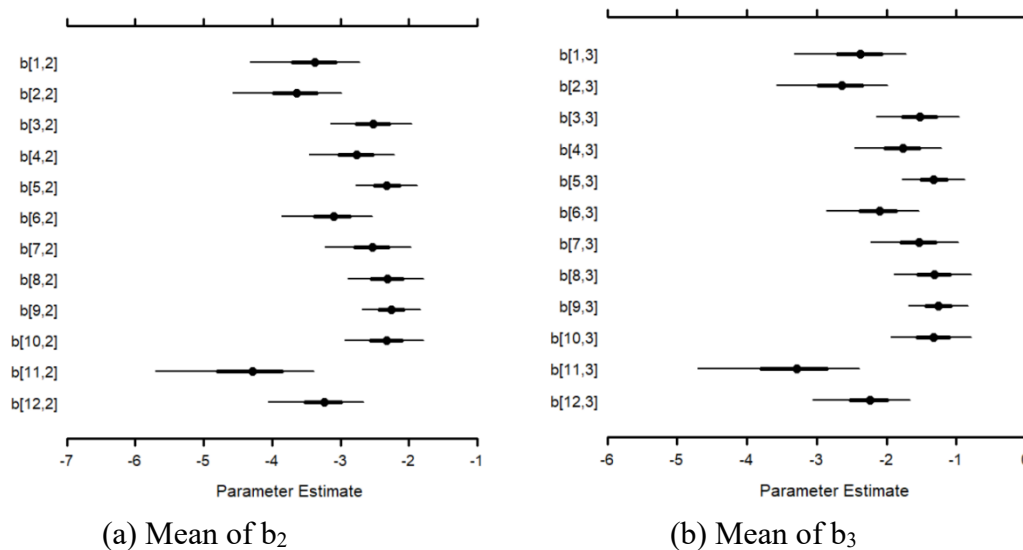 b[1,2]
b[2,2]
b[3,2]
b[4,2]
b[5,2]
b[6,2]
b[7,2]
b[8,2]
b[9,2]
b[10,2]
b[11,2]
b[12,2]
-7 -6 -5 -4 -3 -2 -1
Parameter Estimate
(a) Mean of b₂
b[1,3]
b[2,3]
b[3,3]
b[4,3]
b[5,3]
b[6,3]
b[7,3]
b[8,3]
b[9,3]
b[10,3]
b[11,3]
b[12,3]
-6 -5 -4 -3 -2 -1 0
Parameter Estimate
(b) Mean of b₃